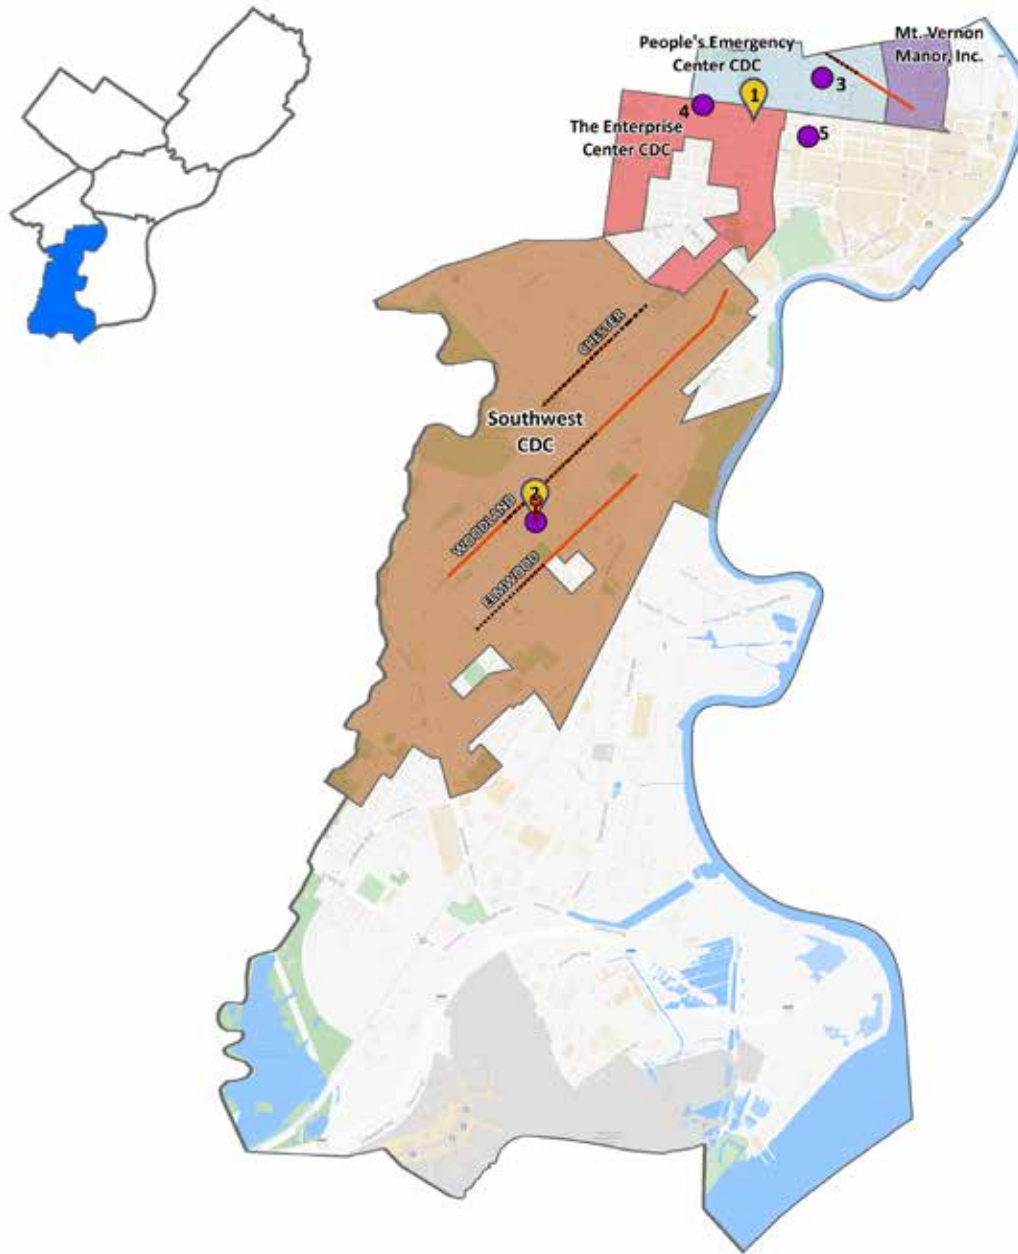 People's Emergency
Center CDC
Mt. Vernon
Manor, Inc.
3
1
4
The Enterprise
Center CDC
5
CHESTER
Southwest
CDC
2
WOODLAND
ELMWOOD